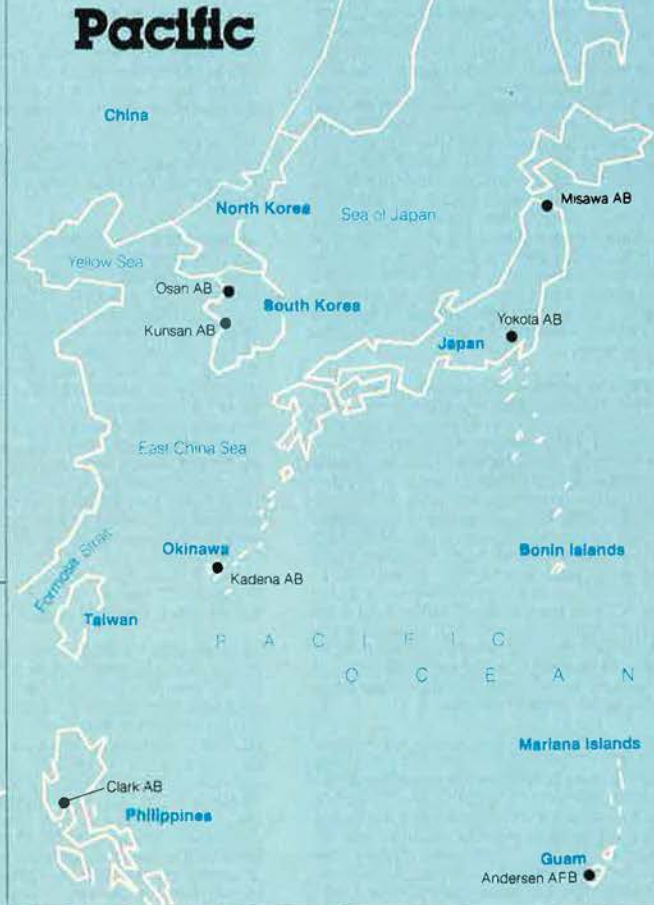 Pacific
China
North Korea
Sea of Japan
Misawa AB
Yellow Sea
Osan AB
South Korea
Kunsan AB
Yokota AB
Japan
East China Sea
Okinawa
Kadena AB
Bonin Islands
Formosa Strait
Taiwan
PACIFIC
OCEAN
Mariana Islands
Clark AB
Philippines
Guam
Andersen AFB